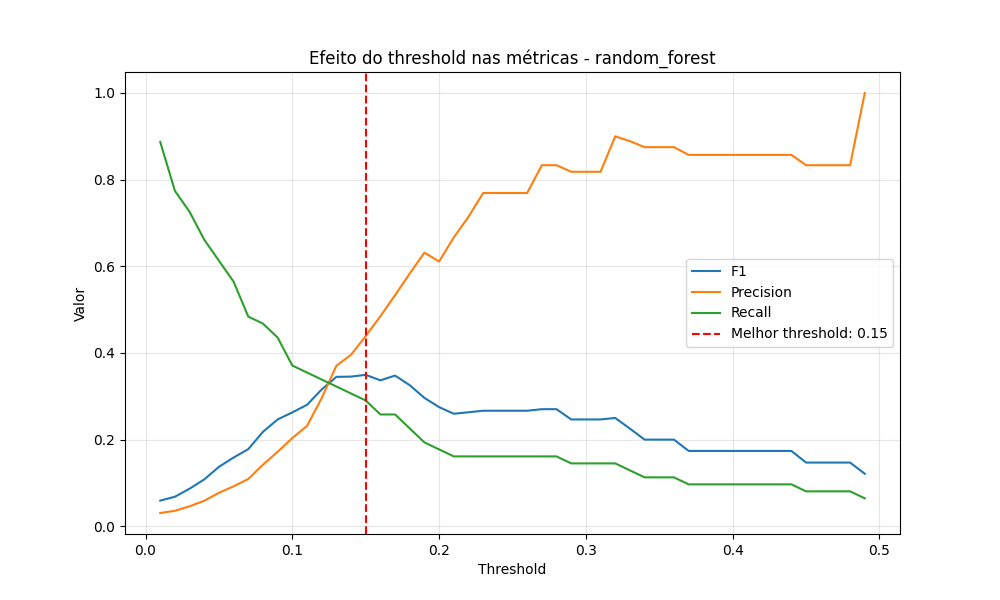 Efeito do threshold nas métricas - random_forest
Valor
1.0
0.8
0.6
0.4
0.2
0.0
F1
Precision
Recall
Melhor threshold: 0.15
0.0 0.1 0.2 0.3 0.4 0.5
Threshold